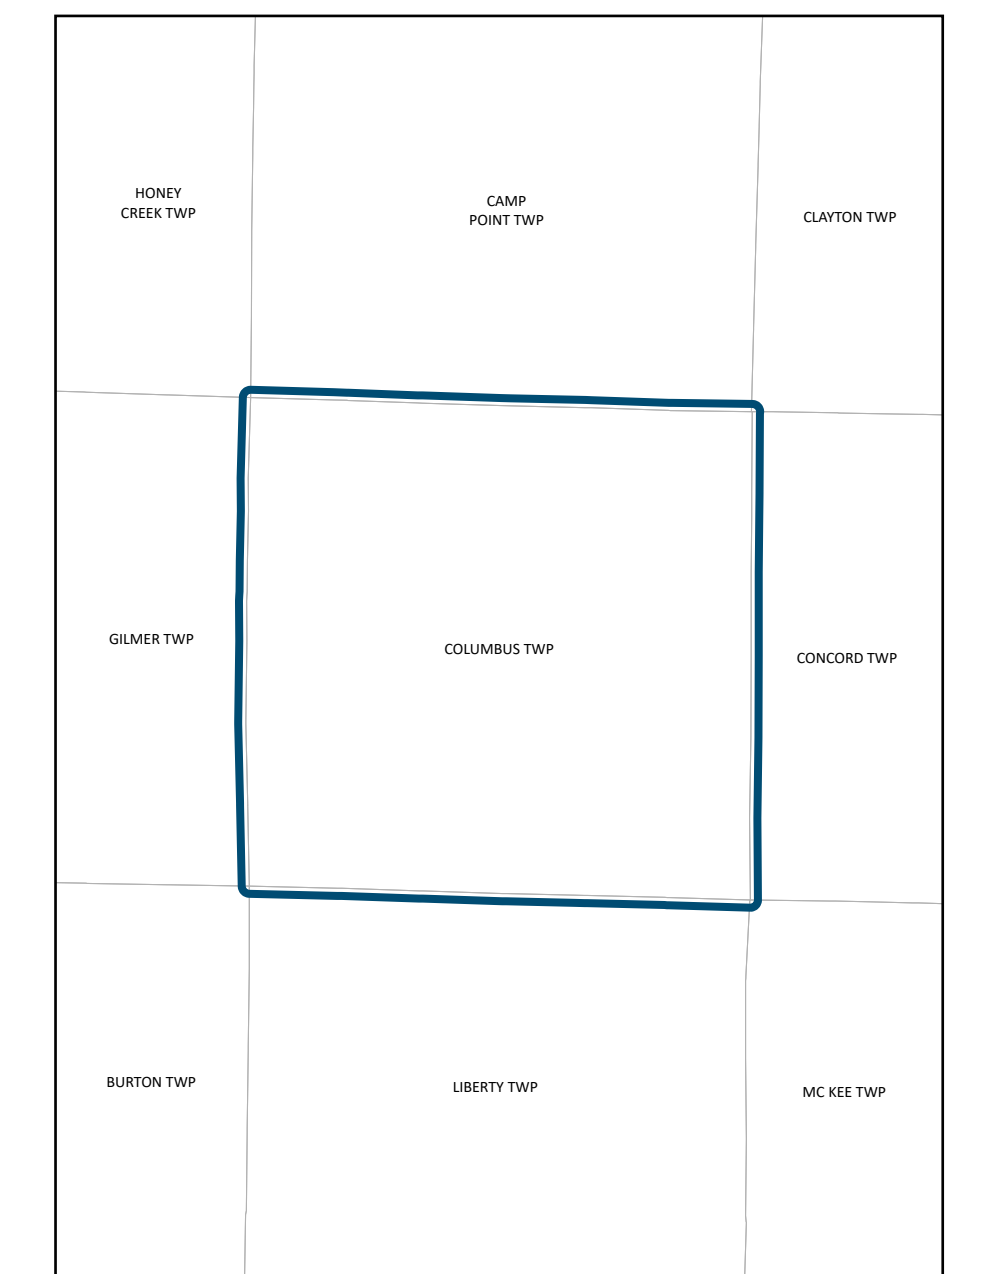 HONEY
CREEK TWP
CAMP
POINT TWP
CLAYTON TWP
GILMER TWP
COLUMBUS TWP
CONCORD TWP
BURTON TWP
LIBERTY TWP
MC KEE TWP